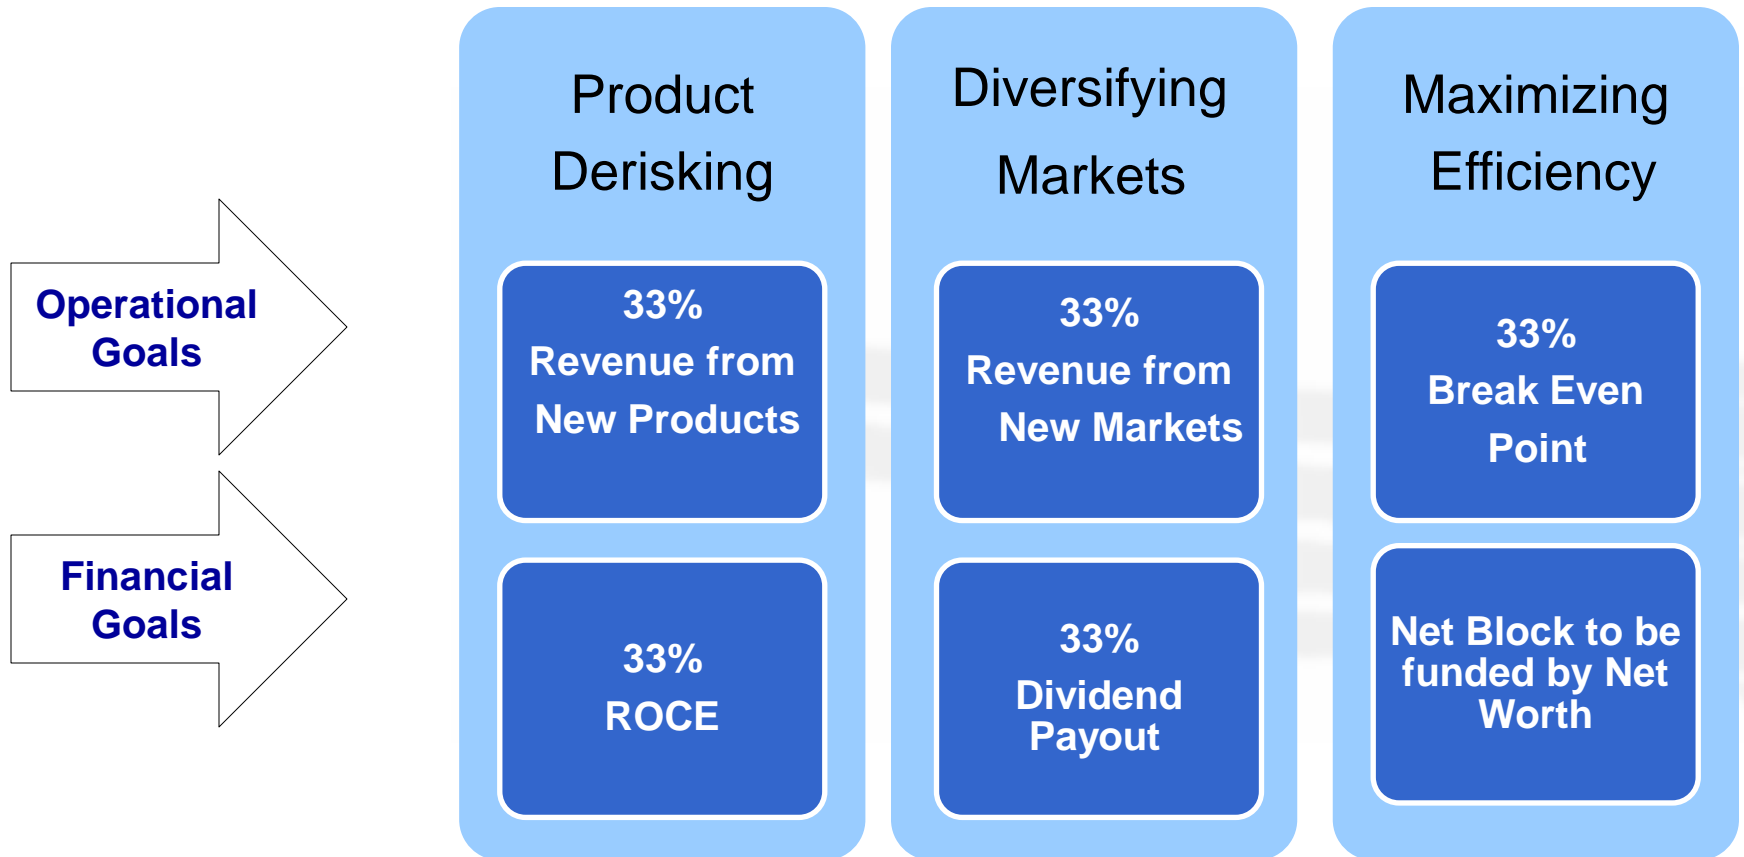 Product
Derisking
Diversifying
Markets
Maximizing
Efficiency
Operational
Goals
33%
Revenue from
New Products
33%
Revenue from
New Markets
33%
Break Even
Point
Financial
Goals
33%
ROCE
33%
Dividend
Payout
Net Block to be
funded by Net
Worth